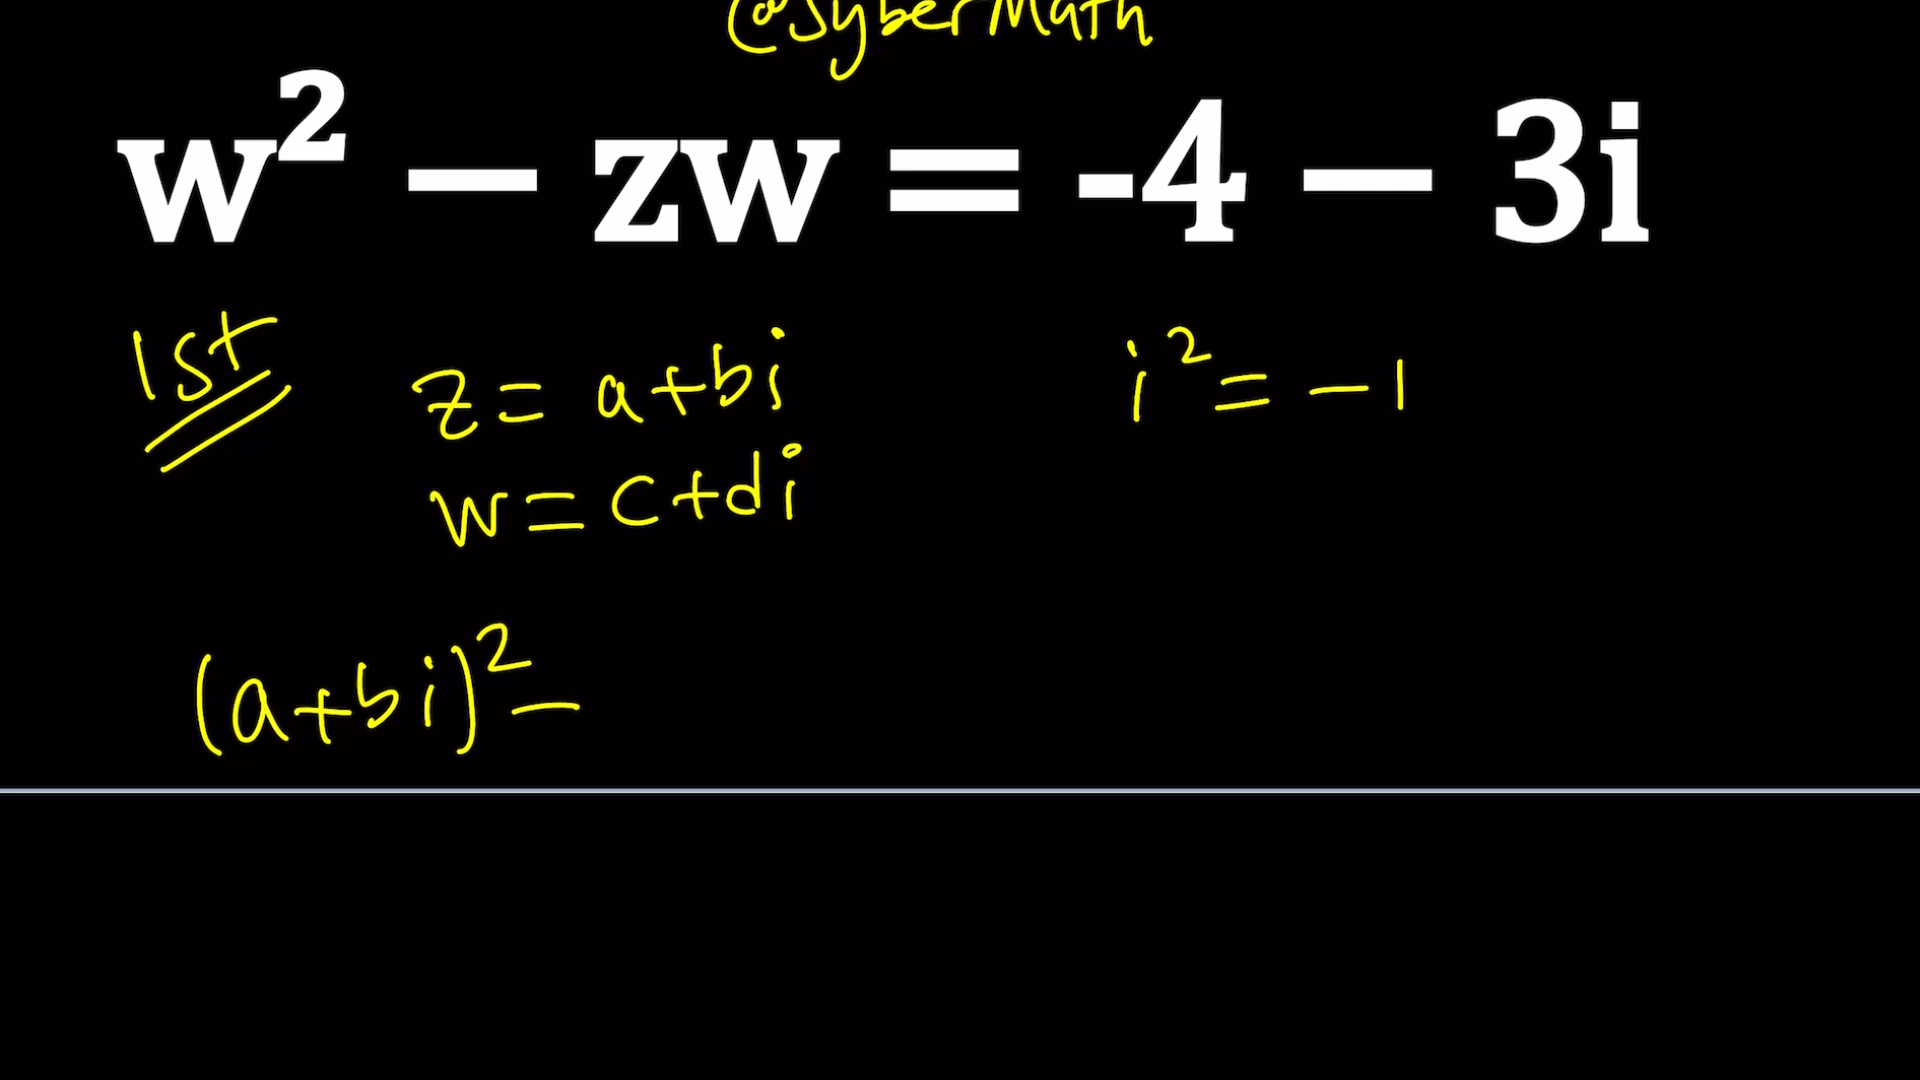 @SyberMath
w² − zw = -4 − 3i
1st
z = a+bi
i² = −1
w = c+di
(a+bi)² −